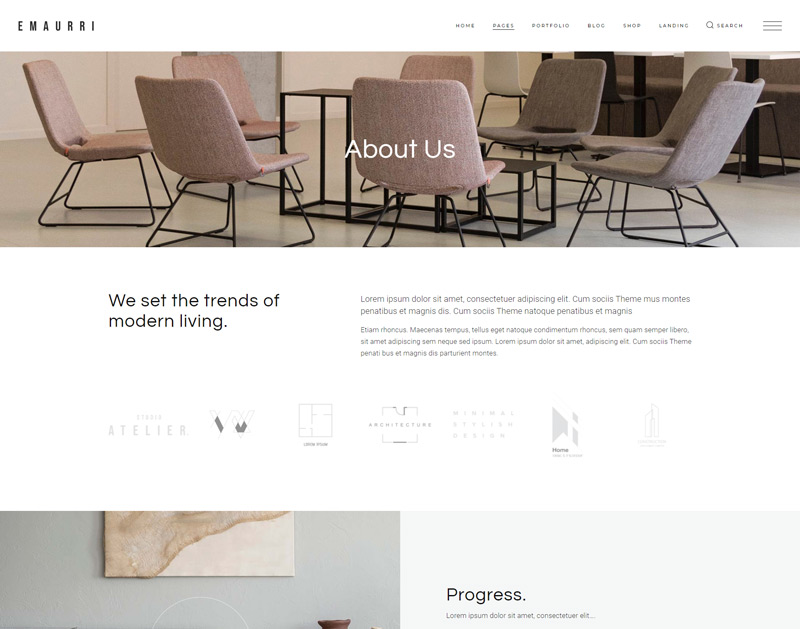 EMAURRI
HOME PAGES PORTFOLIO BLOG SHOP LANDING SEARCH
About Us
We set the trends of
modern living.
Lorem ipsum dolor sit amet, consectetuer adipiscing elit. Cum sociis Theme mus montes
penatibus et magnis dis. Cum sociis Theme natoque penatibus et magnis
Etiam rhoncus. Maecenas tempus, tellus eget natoque condimentum rhoncus, sem quam semper libero,
sit amet adipiscing sem neque sed ipsum. Lorem ipsum dolor sit amet, adipiscing elit. Cum sociis Theme
penati bus et magnis dis parturient montes.
STUDIO
ATELIER
LOREM IPSUM
ARCHITECTURE
MINIMAL
STYLISH
DESIGN
Home
Progress.
Lorem ipsum dolor sit amet, consectetuer elit...